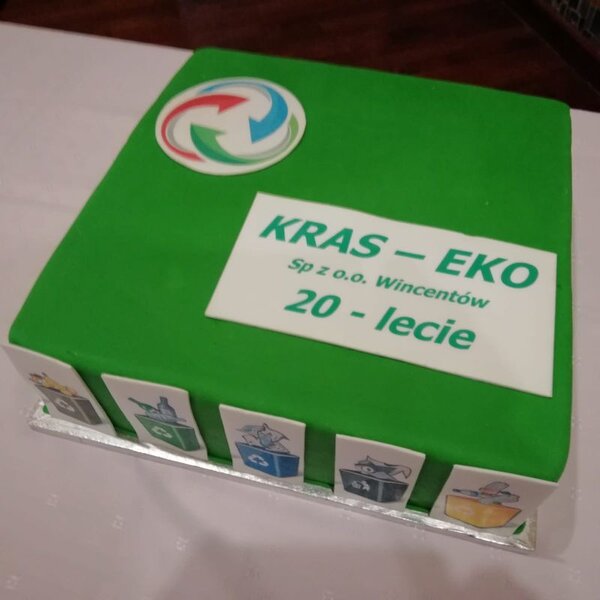 KRAS – EKO
Sp z o.o. Wincentów
20 - lecie